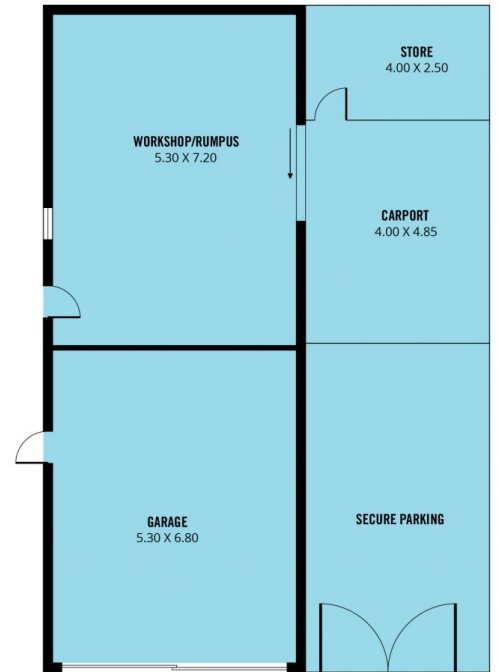 STORE
4.00 X 2.50
WORKSHOP/RUMPUS
5.30 X 7.20
CARPORT
4.00 X 4.85
GARAGE
5.30 X 6.80
SECURE PARKING